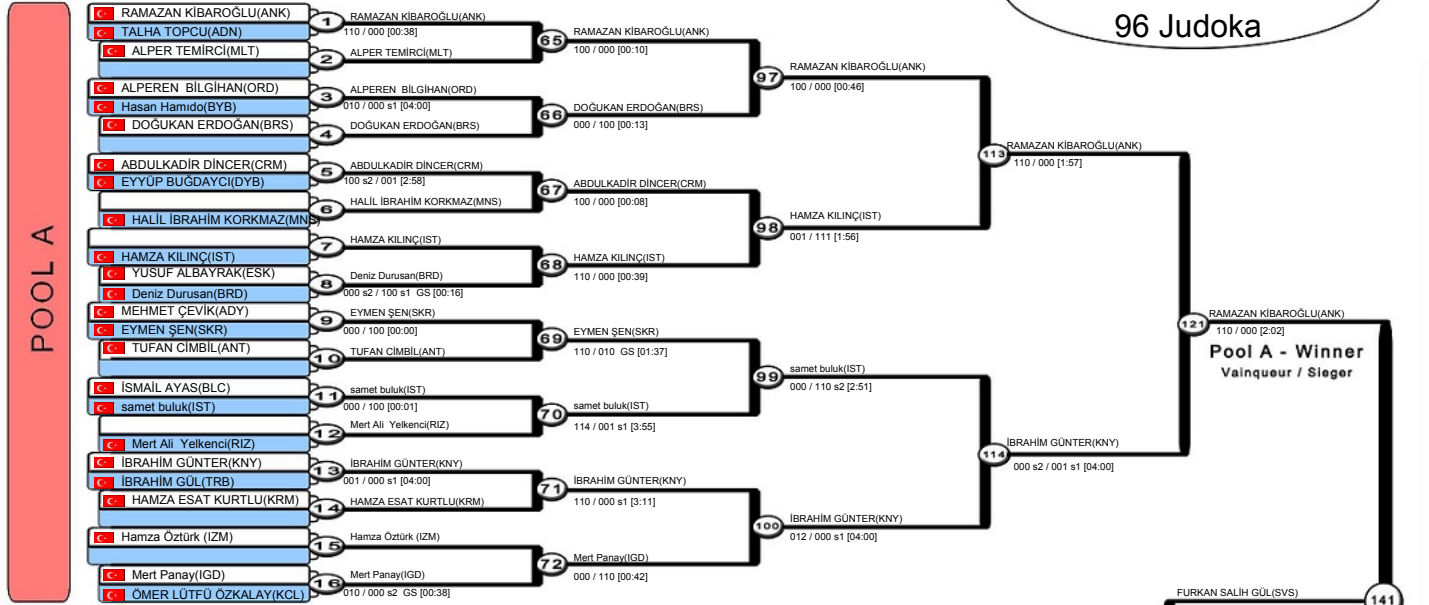 96 Judoka
POOL A
RAMAZAN KİBAROĞLU(ANK)
TALHA TOPCU(ADN)
ALPER TEMİRCİ(MLT)
ALPEREN BİLGİHAN(ORD)
Hasan Hamıdo(BYB)
DOĞUKAN ERDOĞAN(BRS)
ABDULKADİR DİNCER(CRM)
EYYÜP BUĞDAYCI(DYB)
HALİL İBRAHİM KORKMAZ(MNS)
HAMZA KILINÇ(IST)
YUSUF ALBAYRAK(ESK)
Deniz Durusan(BRD)
MEHMET ÇEVİK(ADY)
EYMEN ŞEN(SKR)
TUFAN CİMBİL(ANT)
İSMAİL AYAS(BLC)
samet buluk(IST)
Mert Ali Yelkenci(RIZ)
İBRAHİM GÜNTER(KNY)
İBRAHİM GÜL(TRB)
HAMZA ESAT KURTLU(KRM)
Hamza Öztürk (IZM)
Mert Panay(IGD)
ÖMER LÜTFÜ ÖZKALAY(KCL)
1
RAMAZAN KİBAROĞLU(ANK)
110 / 000 [00:38]
2
ALPER TEMİRCİ(MLT)
3
ALPEREN BİLGİHAN(ORD)
010 / 000 s1 [04:00]
4
DOĞUKAN ERDOĞAN(BRS)
5
ABDULKADİR DİNCER(CRM)
100 s2 / 001 [2:58]
6
HALİL İBRAHİM KORKMAZ(MNS)
7
HAMZA KILINÇ(IST)
8
Deniz Durusan(BRD)
000 s2 / 100 s1 GS [00:16]
9
EYMEN ŞEN(SKR)
000 / 100 [00:00]
10
TUFAN CİMBİL(ANT)
11
samet buluk(IST)
000 / 100 [00:01]
12
Mert Ali Yelkenci(RIZ)
13
İBRAHİM GÜNTER(KNY)
001 / 000 s1 [04:00]
14
HAMZA ESAT KURTLU(KRM)
15
Hamza Öztürk (IZM)
16
Mert Panay(IGD)
010 / 000 s2 GS [00:38]
65
RAMAZAN KİBAROĞLU(ANK)
100 / 000 [00:10]
66
DOĞUKAN ERDOĞAN(BRS)
000 / 100 [00:13]
67
ABDULKADİR DİNCER(CRM)
100 / 000 [00:08]
68
HAMZA KILINÇ(IST)
110 / 000 [00:39]
69
EYMEN ŞEN(SKR)
110 / 010 GS [01:37]
70
samet buluk(IST)
114 / 001 s1 [3:55]
71
İBRAHİM GÜNTER(KNY)
110 / 000 s1 [3:11]
72
Mert Panay(IGD)
000 / 110 [00:42]
97
RAMAZAN KİBAROĞLU(ANK)
100 / 000 [00:46]
98
HAMZA KILINÇ(IST)
001 / 111 [1:56]
99
samet buluk(IST)
000 / 110 s2 [2:51]
100
İBRAHİM GÜNTER(KNY)
012 / 000 s1 [04:00]
113
RAMAZAN KİBAROĞLU(ANK)
110 / 000 [1:57]
114
İBRAHİM GÜNTER(KNY)
000 s2 / 001 s1 [04:00]
121
RAMAZAN KİBAROĞLU(ANK)
110 / 000 [2:02]
Pool A - Winner
Vainqueur / Sieger
FURKAN SALİH GÜL(SVS)
141